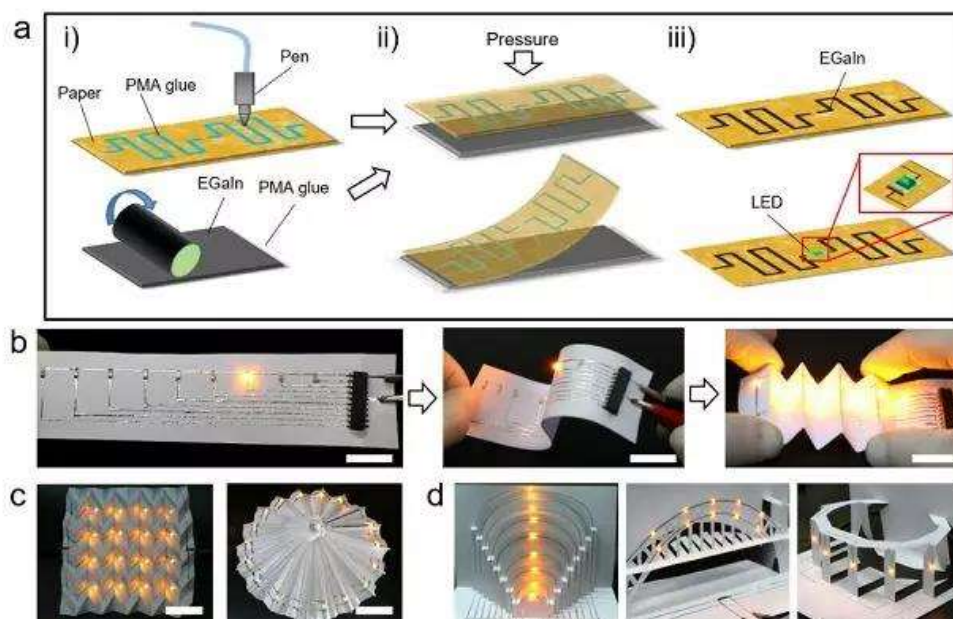 a
i)
Pen
PMA glue
Paper
EGaIn
PMA glue
ii)
Pressure
iii)
EGaIn
LED
b
c
d